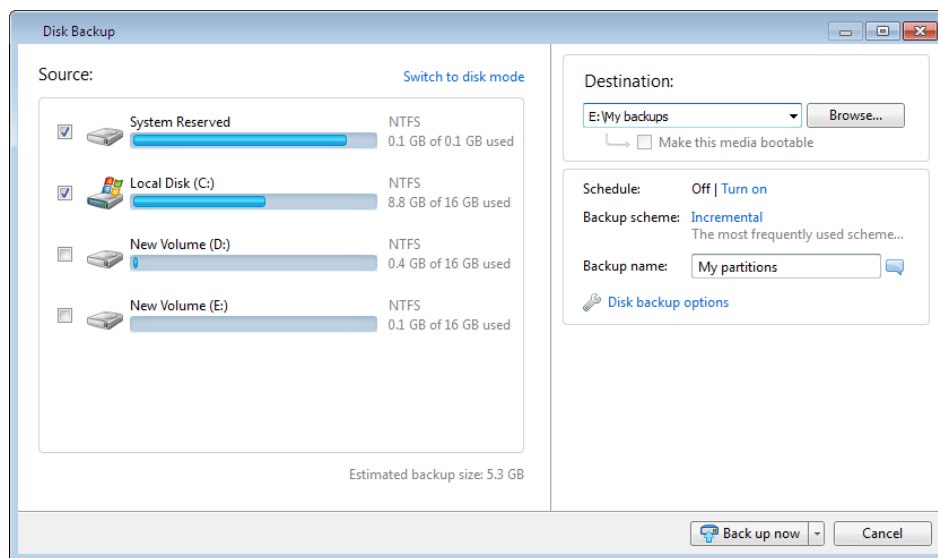 Disk Backup
Source:
Switch to disk mode
System Reserved
NTFS
0.1 GB of 0.1 GB used
Local Disk (C:)
NTFS
8.8 GB of 16 GB used
New Volume (D:)
NTFS
0.4 GB of 16 GB used
New Volume (E:)
NTFS
0.1 GB of 16 GB used
Estimated backup size: 5.3 GB
Destination:
E:\My backups
Browse...
Make this media bootable
Schedule: Off | Turn on
Backup scheme: Incremental
The most frequently used scheme...
Backup name: My partitions
Disk backup options
Back up now
Cancel